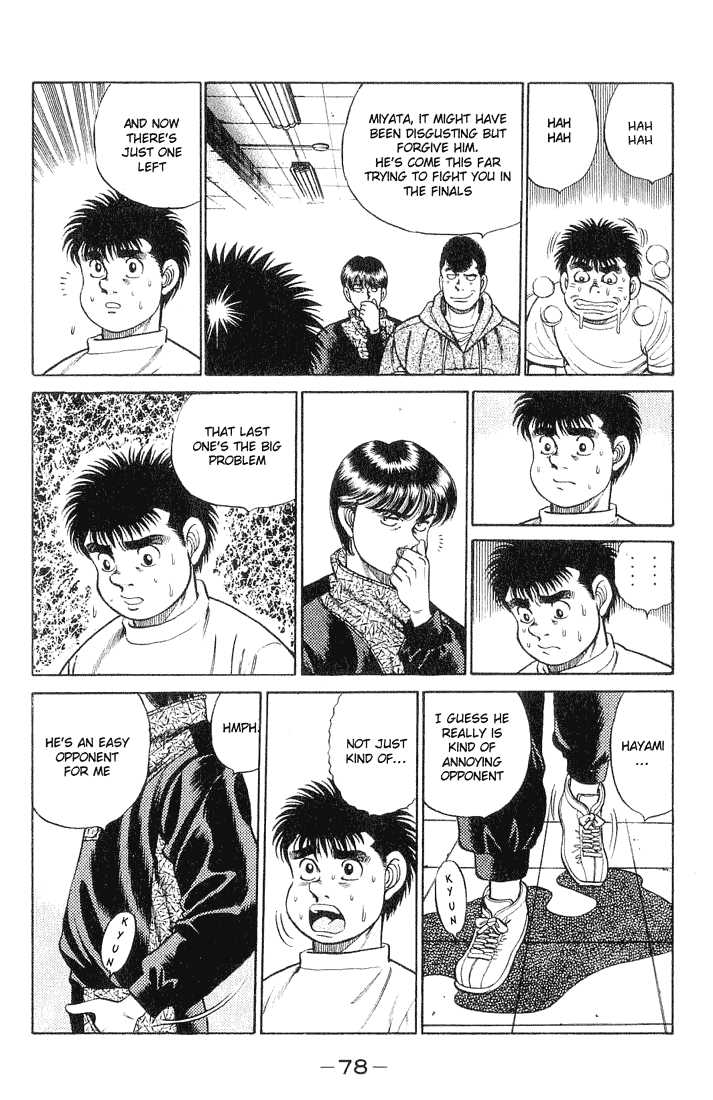 HAH
HAH
HAH
HAH
MIYATA, IT MIGHT HAVE
BEEN DISGUSTING BUT
FORGIVE HIM.
HE'S COME THIS FAR
TRYING TO FIGHT YOU IN
THE FINALS
AND NOW
THERE'S
JUST ONE
LEFT
...
...
THAT LAST
ONE'S THE BIG
PROBLEM
HAYAMI
...
I GUESS HE
REALLY IS
KIND OF
ANNOYING
OPPONENT
KYUN
NOT JUST
KIND OF...
HMPH.
HE'S AN EASY
OPPONENT
FOR ME
KYUN
—78—